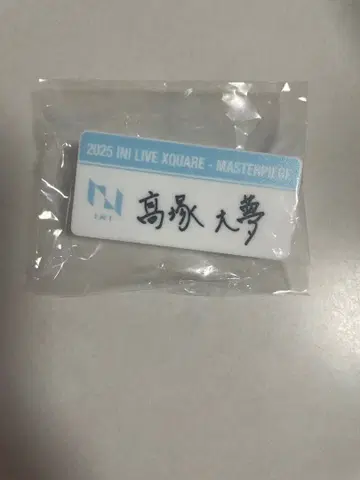 2025 INI LIVE XQUARE - MASTERPIECE
INI
高塚 大夢